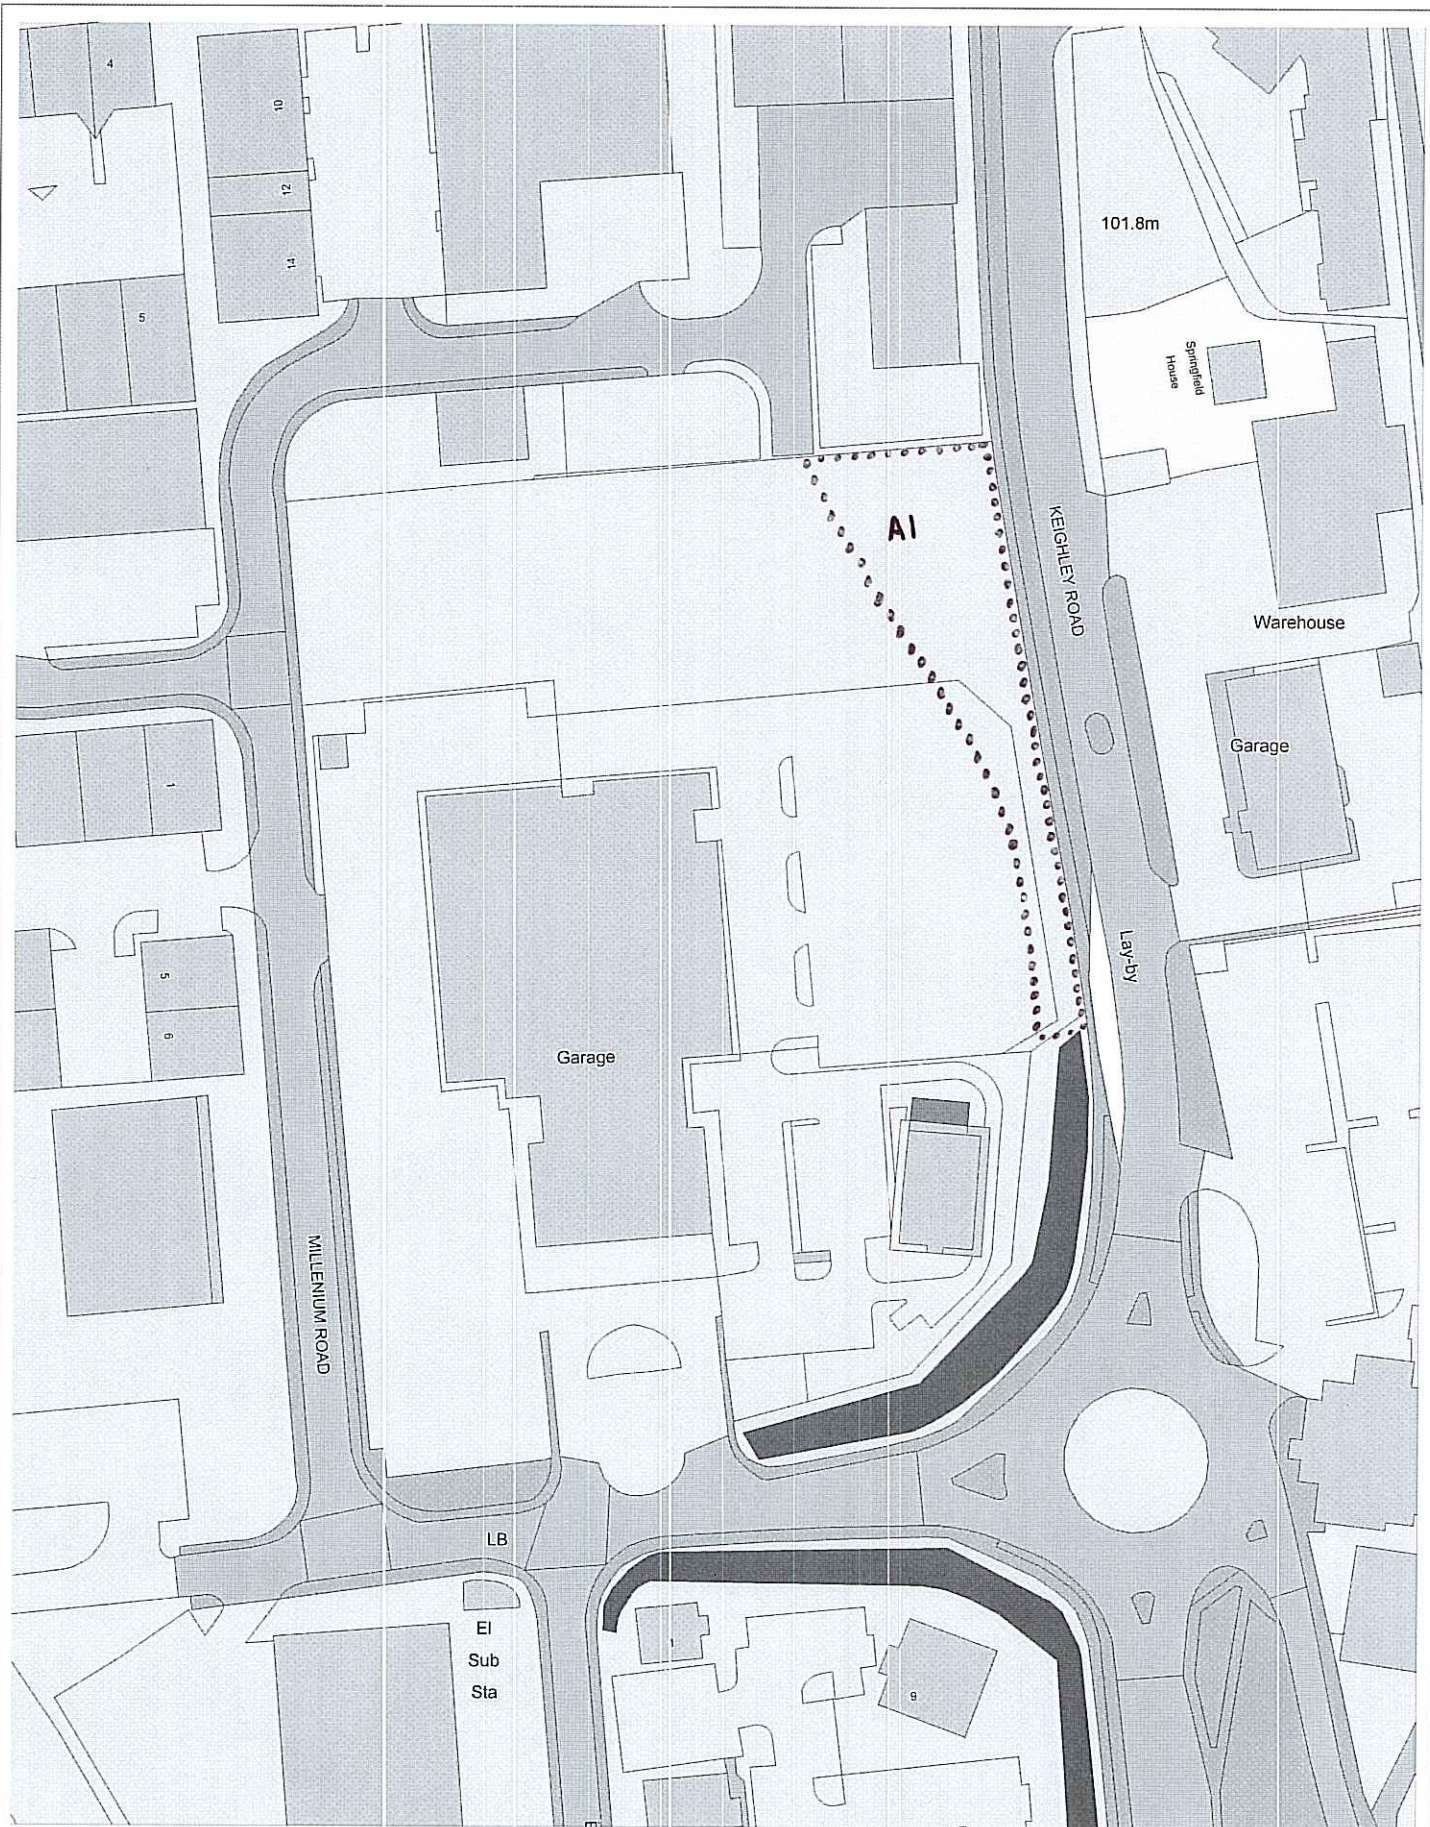 4
10
12
14
5
101.8m
Springfield
House
A1
KEIGHLEY ROAD
Warehouse
Garage
1
Lay-by
5
6
Garage
MILLENIUM ROAD
LB
El
Sub
Sta
1
9